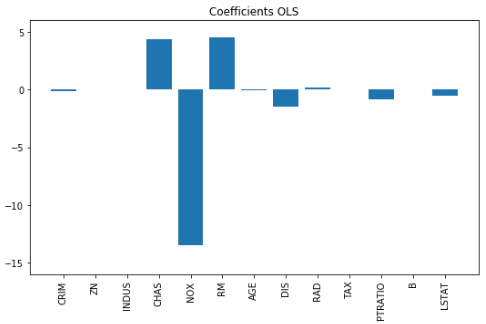 Coefficients OLS
5
0
−5
−10
−15
CRIM
ZN
INDUS
CHAS
NOX
RM
AGE
DIS
RAD
TAX
PTRATIO
B
LSTAT